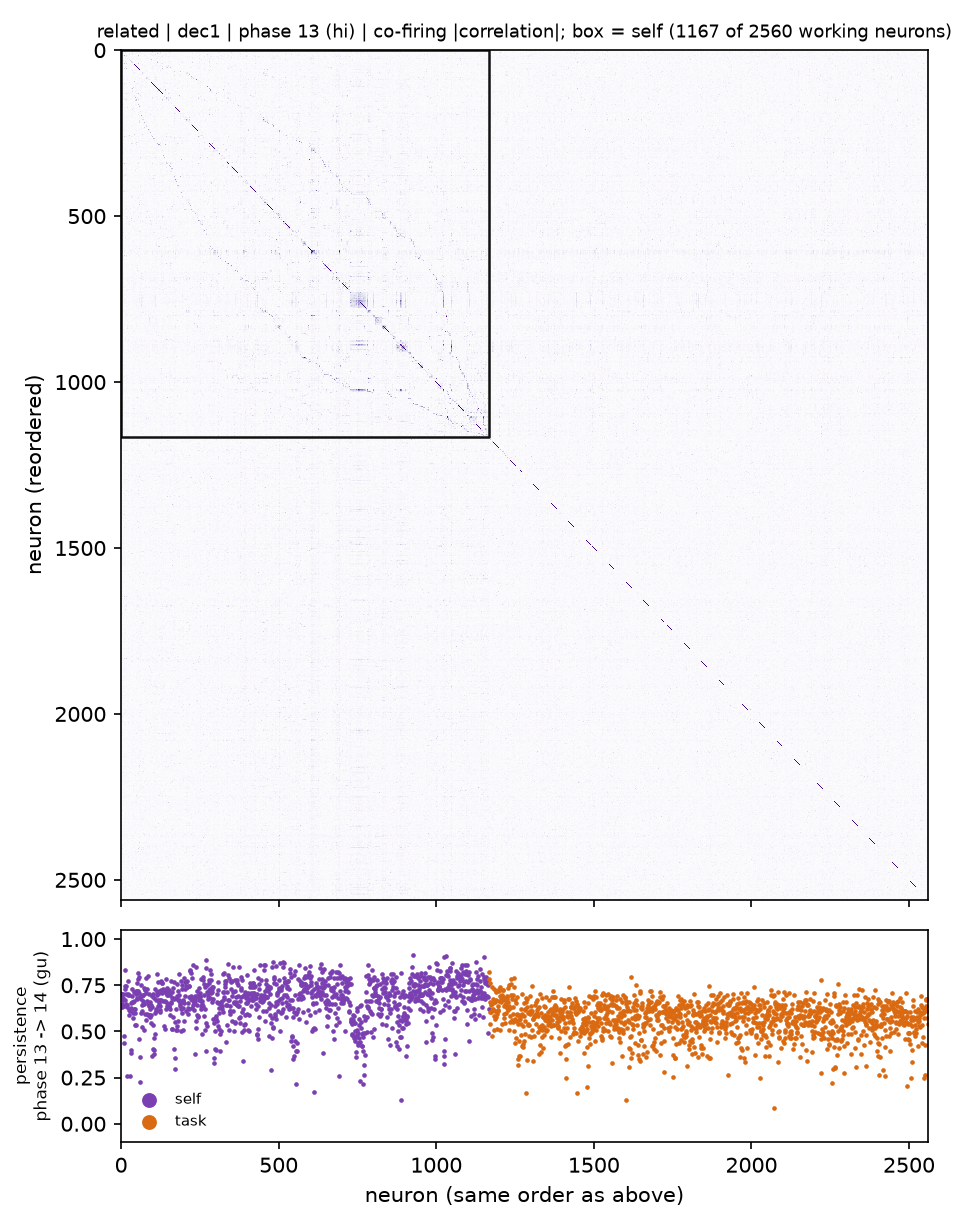 related | dec1 | phase 13 (hi) | co-firing |correlation|; box = self (1167 of 2560 working neurons)
0
500
1000
1500
2000
2500
neuron (reordered)
1.00
0.75
0.50
0.25
0.00
persistence
phase 13 -> 14 (gu)
self
task
0 500 1000 1500 2000 2500
neuron (same order as above)